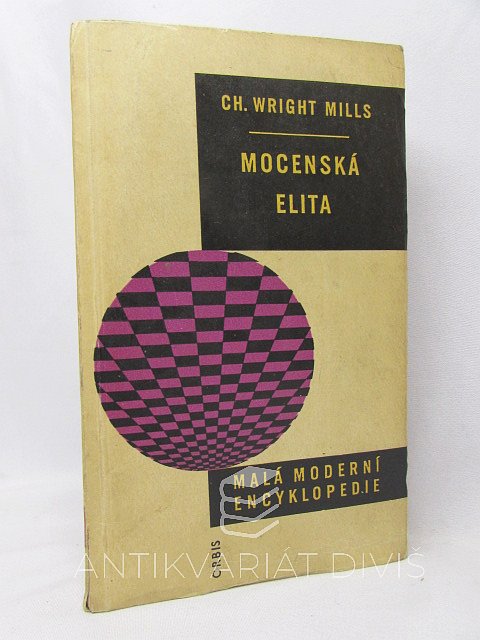 CH. WRIGHT MILLS
MOCENSKÁ
ELITA
MALÁ MODERNÍ
ENCYKLOPEDIE
ORBIS
ANTIKVARIÁT DIVIŠ